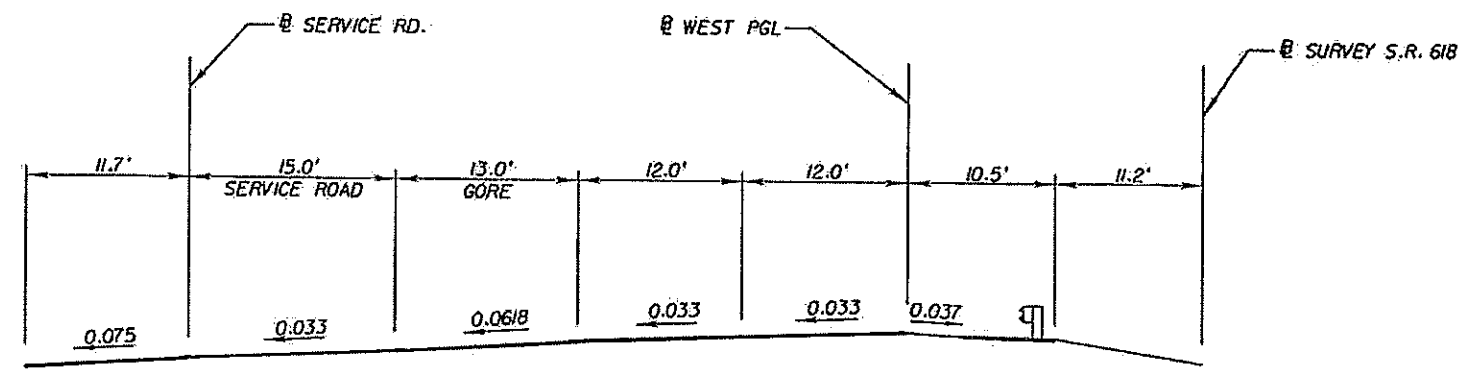 ℄ SERVICE RD.
℄ WEST PGL
℄ SURVEY S.R. 618
11.7'
15.0'
13.0'
12.0'
12.0'
10.5'
11.2'
SERVICE ROAD
GORE
0.075
0.033
0.0618
0.033
0.033
0.037